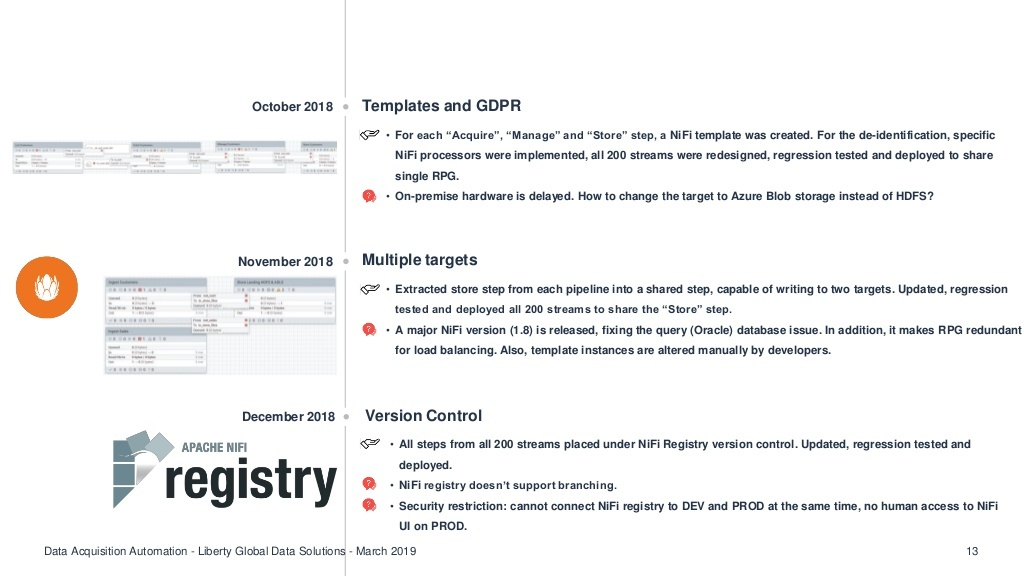 October 2018
Templates and GDPR
• For each “Acquire”, “Manage” and “Store” step, a NiFi template was created. For the de-identification, specific
NiFi processors were implemented, all 200 streams were redesigned, regression tested and deployed to share
single RPG.
• On-premise hardware is delayed. How to change the target to Azure Blob storage instead of HDFS?
November 2018
Multiple targets
• Extracted store step from each pipeline into a shared step, capable of writing to two targets. Updated, regression
tested and deployed all 200 streams to share the “Store” step.
• A major NiFi version (1.8) is released, fixing the query (Oracle) database issue. In addition, it makes RPG redundant
for load balancing. Also, template instances are altered manually by developers.
December 2018
Version Control
APACHE NIFI
registry
• All steps from all 200 streams placed under NiFi Registry version control. Updated, regression tested and
deployed.
• NiFi registry doesn’t support branching.
• Security restriction: cannot connect NiFi registry to DEV and PROD at the same time, no human access to NiFi
UI on PROD.
Data Acquisition Automation - Liberty Global Data Solutions - March 2019
13